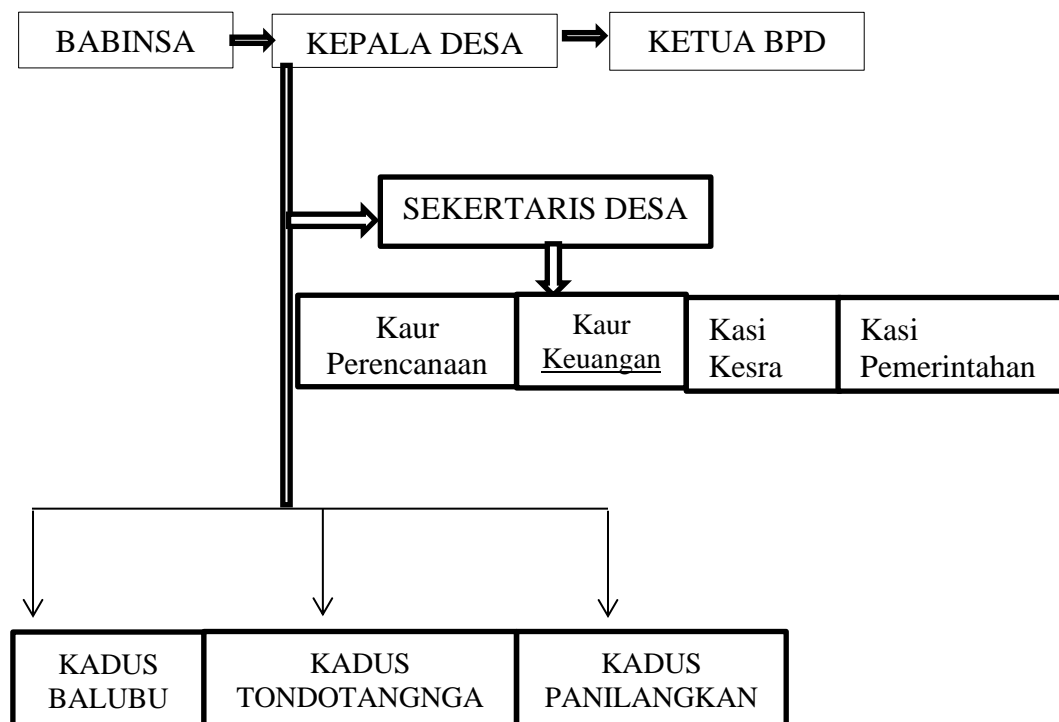 BABINSA
KEPALA DESA
KETUA BPD
SEKERTARIS DESA
Kaur
Perencanaan
Kaur
Keuangan
Kasi
Kesra
Kasi
Pemerintahan
KADUS
BALUBU
KADUS
TONDOTANGNGA
KADUS
PANILANGKAN